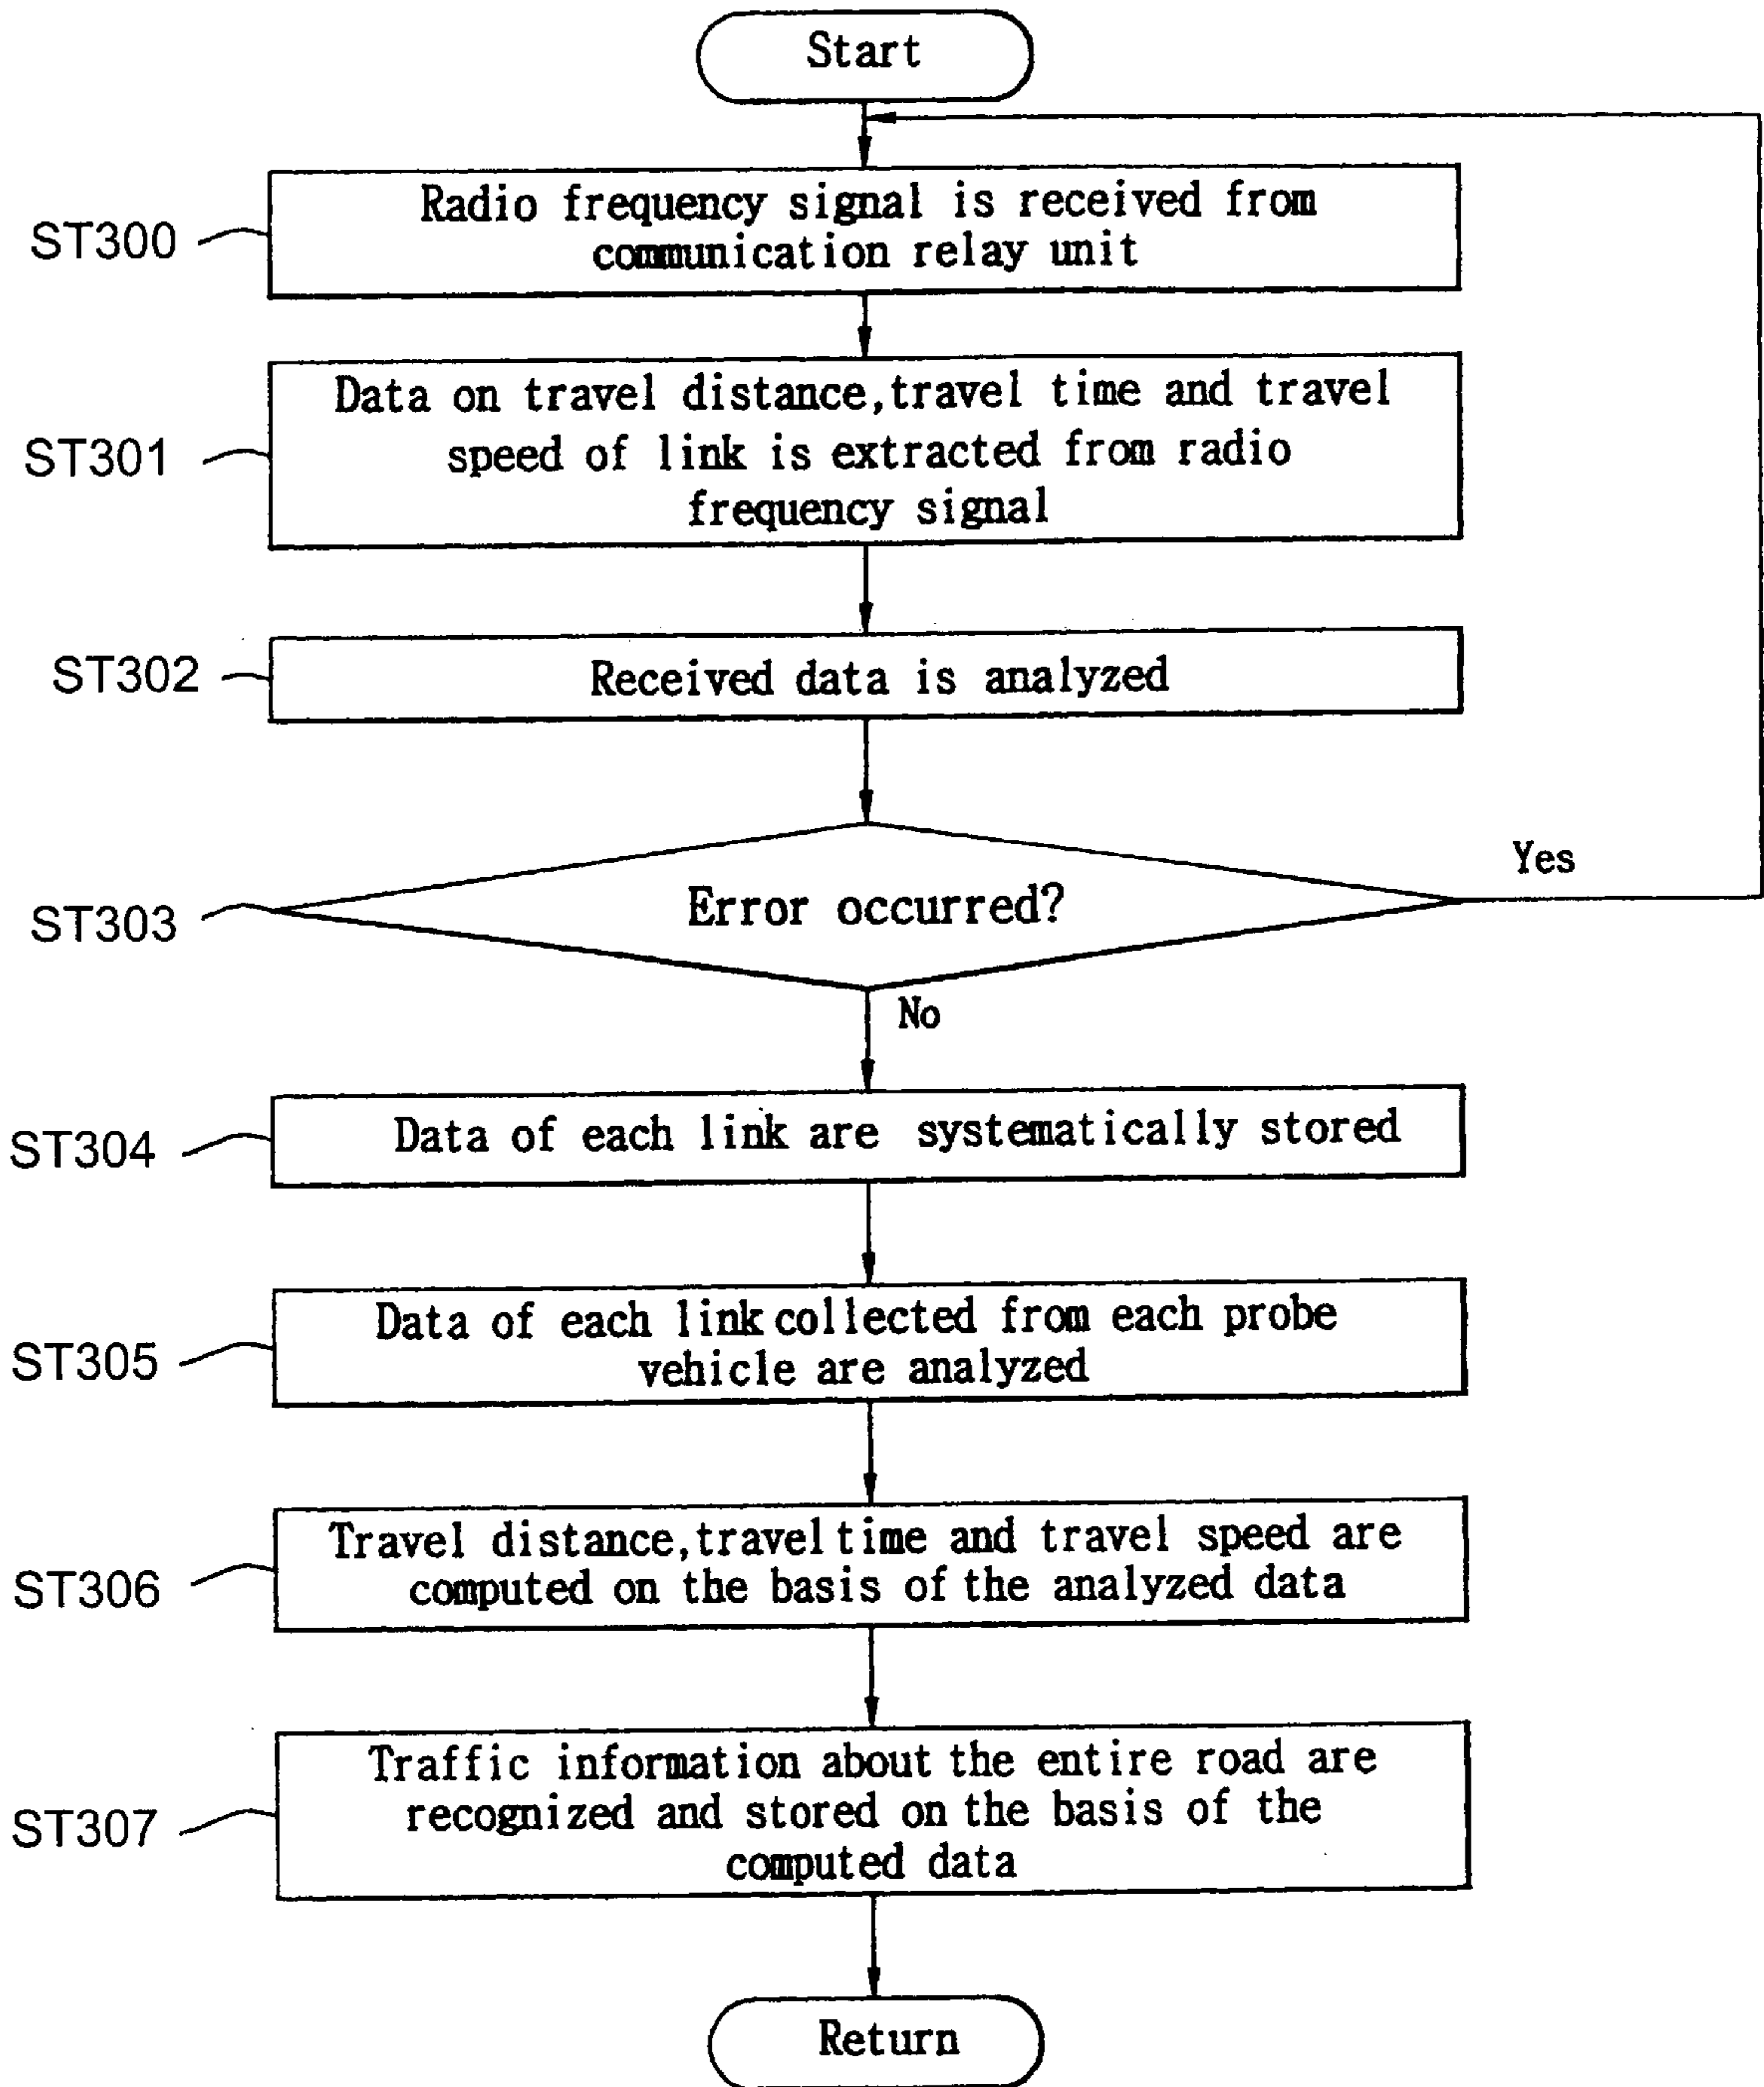 Start
ST300
Radio frequency signal is received from
communication relay unit
ST301
Data on travel distance,travel time and travel
speed of link is extracted from radio
frequency signal
ST302
Received data is analyzed
ST303
Error occurred?
Yes
No
ST304
Data of each link are systematically stored
ST305
Data of each link collected from each probe
vehicle are analyzed
ST306
Travel distance,travel time and travel speed are
computed on the basis of the analyzed data
ST307
Traffic information about the entire road are
recognized and stored on the basis of the
computed data
Return